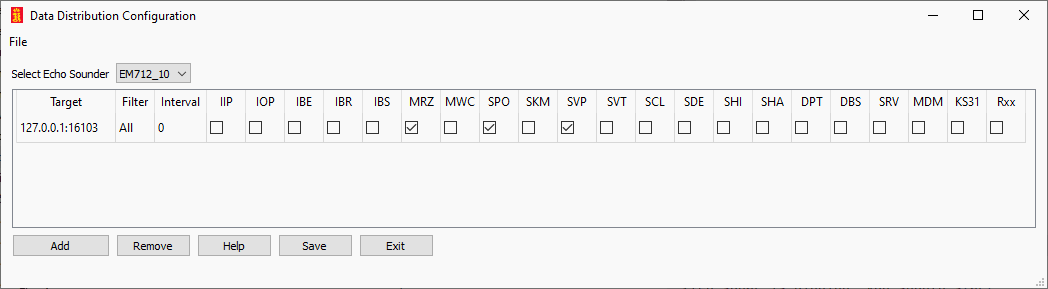 Data Distribution Configuration
File
Select Echo Sounder EM712_10
Target Filter Interval IIP IOP IBE IBR IBS MRZ MWC SPO SKM SVP SVT SCL SDE SHI SHA DPT DBS SRV MDM KS31 Rxx
127.0.0.1:16103 All 0
Add Remove Help Save Exit